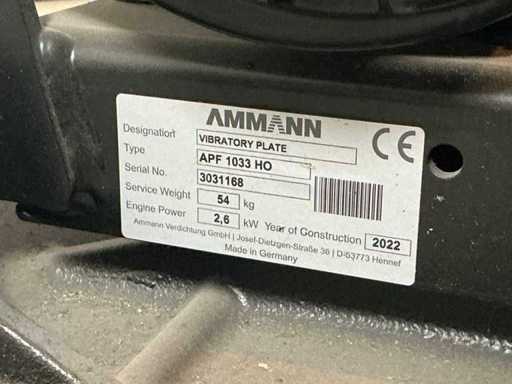 AMMANN
CE
Designation VIBRATORY PLATE
Type APF 1033 HO
Serial No. 3031168
Service Weight 54 kg
Engine Power 2,6 kW Year of Construction 2022
Ammann Verdichtung GmbH | Josef-Dietzgen-Straße 36 | D-53773 Hennef
Made in Germany